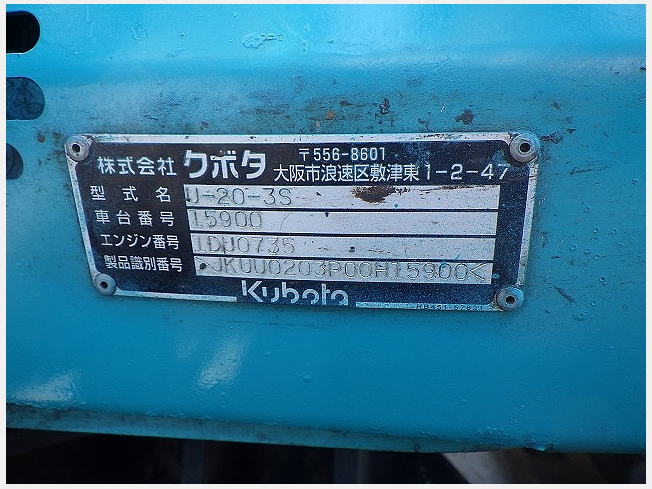 株式会社 クボタ 〒556-8601
大阪市浪速区敷津東1-2-47
型式名 U-20-3S
車台番号 15900
エンジン番号 1DU0735
製品識別番号 >JKUU0203P00H15900<
Kubota